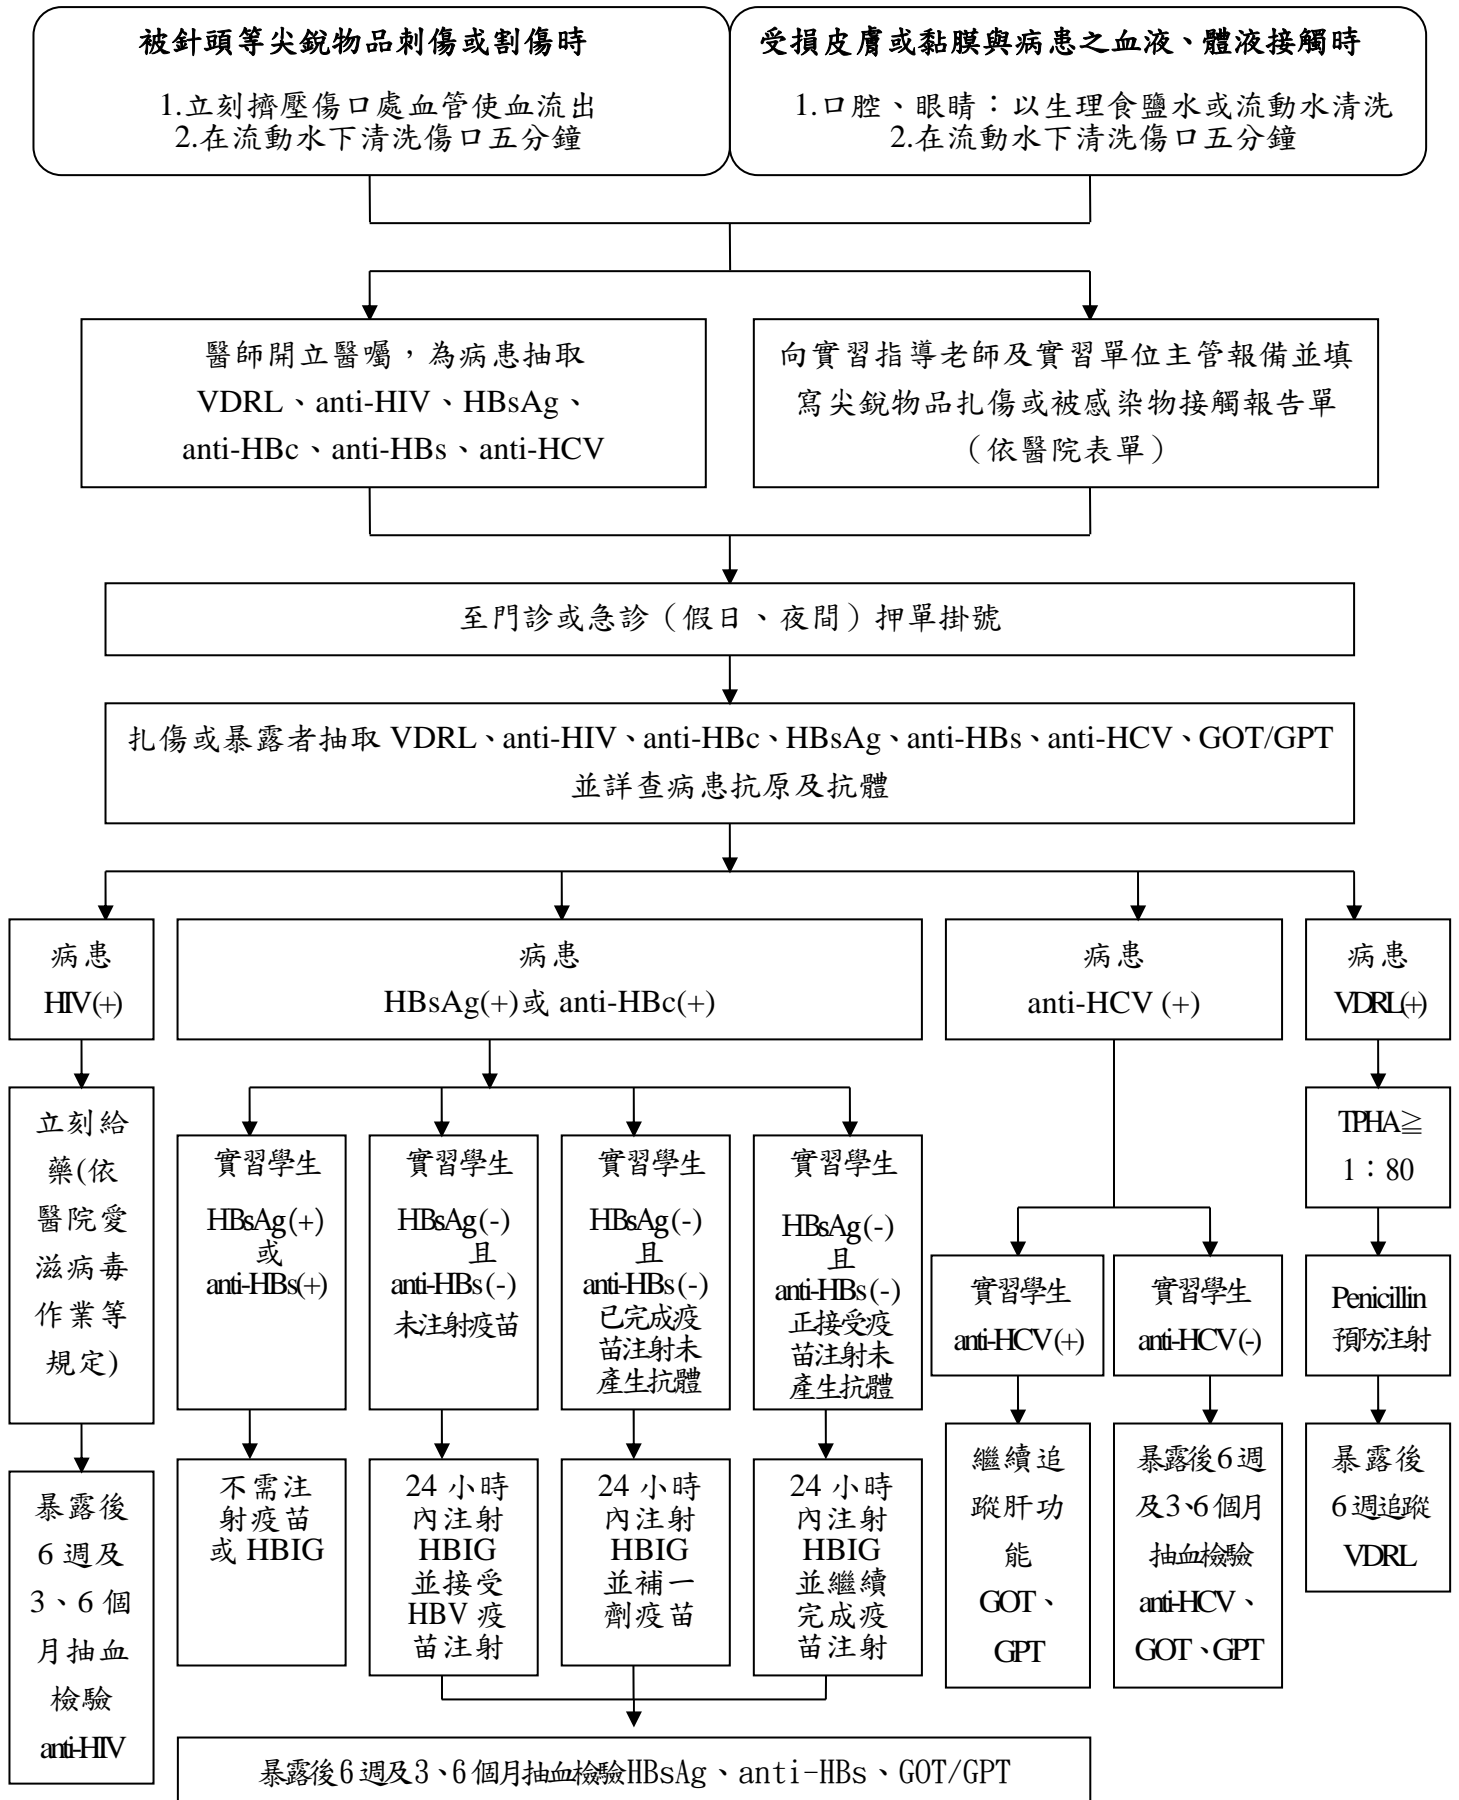 被針頭等尖銳物品刺傷或割傷時
1.立刻擠壓傷口處血管使血流出
2.在流動水下清洗傷口五分鐘
受損皮膚或黏膜與病患之血液、體液接觸時
1.口腔、眼睛：以生理食鹽水或流動水清洗
2.在流動水下清洗傷口五分鐘
醫師開立醫囑，為病患抽取
VDRL、anti-HIV、HBsAg、
anti-HBc、anti-HBs、anti-HCV
向實習指導老師及實習單位主管報備並填
寫尖銳物品扎傷或被感染物接觸報告單
（依醫院表單）
至門診或急診（假日、夜間）押單掛號
扎傷或暴露者抽取 VDRL、anti-HIV、anti-HBc、HBsAg、anti-HBs、anti-HCV、GOT/GPT
並詳查病患抗原及抗體
病患
HIV(+)
病患
HBsAg(+)或 anti-HBc(+)
病患
anti-HCV (+)
病患
VDRL(+)
立刻給
藥(依
醫院愛
滋病毒
作業等
規定)
實習學生
HBsAg(+)
或
anti-HBs(+)
實習學生
HBsAg(-)
且
anti-HBs(-)
未注射疫苗
實習學生
HBsAg(-)
且
anti-HBs(-)
已完成疫
苗注射未
產生抗體
實習學生
HBsAg(-)
且
anti-HBs(-)
正接受疫
苗注射未
產生抗體
實習學生
anti-HCV(+)
實習學生
anti-HCV(-)
TPHA≧
1：80
Penicillin
預防注射
暴露後
6 週及
3、6 個
月抽血
檢驗
anti-HIV
不需注
射疫苗
或 HBIG
24 小時
內注射
HBIG
並接受
HBV 疫
苗注射
24 小時
內注射
HBIG
並補一
劑疫苗
24 小時
內注射
HBIG
並繼續
完成疫
苗注射
繼續追
蹤肝功
能
GOT、
GPT
暴露後6週
及3、6個月
抽血檢驗
anti-HCV、
GOT、GPT
暴露後
6週追蹤
VDRL
暴露後6週及3、6個月抽血檢驗HBsAg、anti-HBs、GOT/GPT